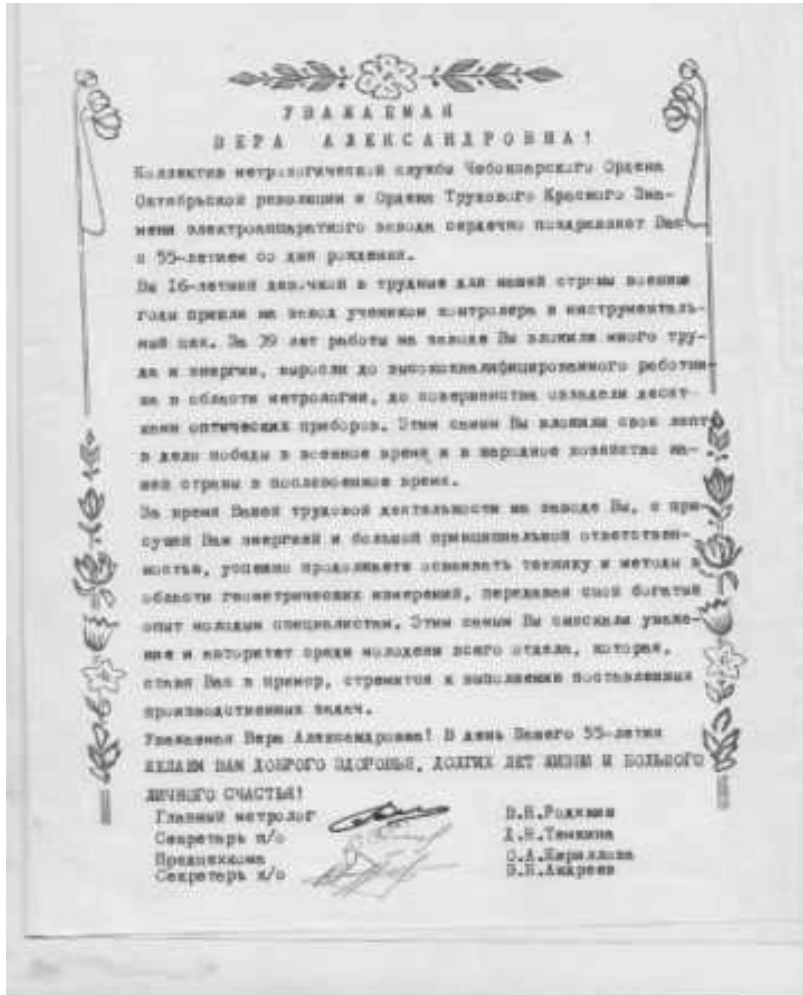 УВАЖАЕМАЯ
ВЕРА АЛЕКСАНДРОВНА!
Коллектив метрологической службы Чебоксарского Ордена
Октябрьской революции и Ордена Трудового Красного Зна-
мени электроаппаратного завода сердечно поздравляет Вас
с 55-летием со дня рождения.
Вы 16-летней девочкой в трудные для нашей страны военные
годы пришли на завод учеником контролера в инструменталь-
ный цех. За 39 лет работы на заводе Вы вложили много тру-
да и энергии, выросли до высококвалифицированного работни-
ка в области метрологии, до совершенства овладели десят-
ками оптических приборов. Этим самым Вы вложили свою лепту
в дело победы в военное время и в народное хозяйство на-
шей страны в послевоенное время.
За время Вашей трудовой деятельности на заводе Вы, с при-
сущей Вам энергией и большой принципиальной ответствен-
ностью, успешно продолжаете осваивать технику и методы в
области геометрических измерений, передавая свой богатый
опыт молодым специалистам. Этим самым Вы снискали уваже-
ние и авторитет среди молодежи всего отдела, которая,
ставя Вас в пример, стремится к выполнению поставленных
производственных задач.
Уважаемая Вера Александровна! В день Вашего 55-летия
ЖЕЛАЕМ ВАМ ДОБРОГО ЗДОРОВЬЯ, ДОЛГИХ ЛЕТ ЖИЗНИ И БОЛЬШОГО
ЛИЧНОГО СЧАСТЬЯ!
Главный метролог В.Н.Родионов
Секретарь п/о Темкина
Предцехкома О.А.Кириллова
Секретарь к/о Э.Н.Андреев